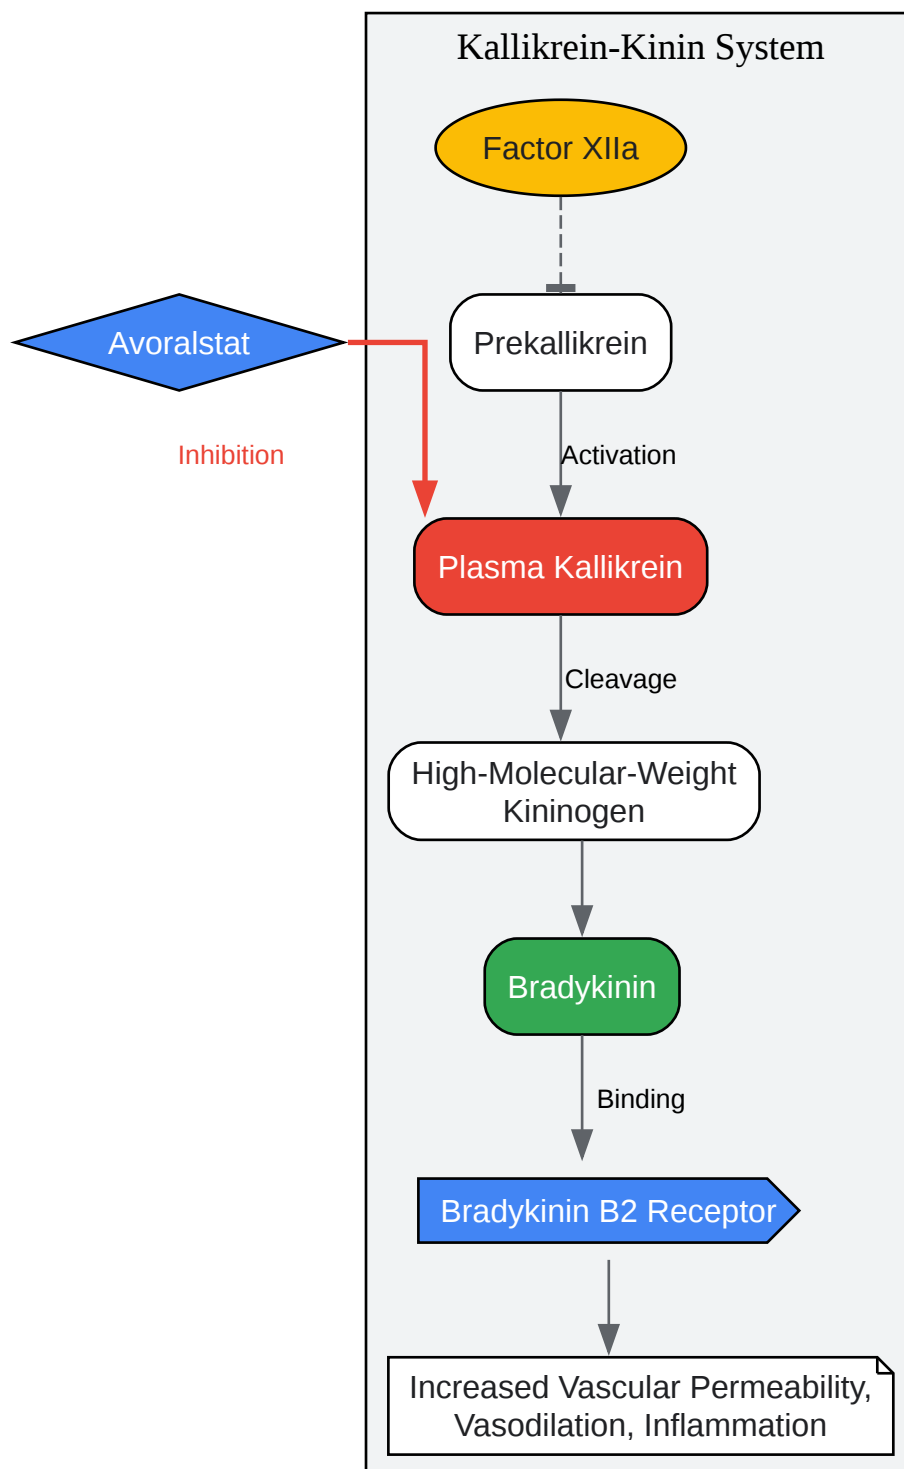 Kallikrein-Kinin System
Factor XIIa
Avoralstat
Prekallikrein
Inhibition
Activation
Plasma Kallikrein
Cleavage
High-Molecular-Weight
Kininogen
Bradykinin
Binding
Bradykinin B2 Receptor
Increased Vascular Permeability,
Vasodilation, Inflammation